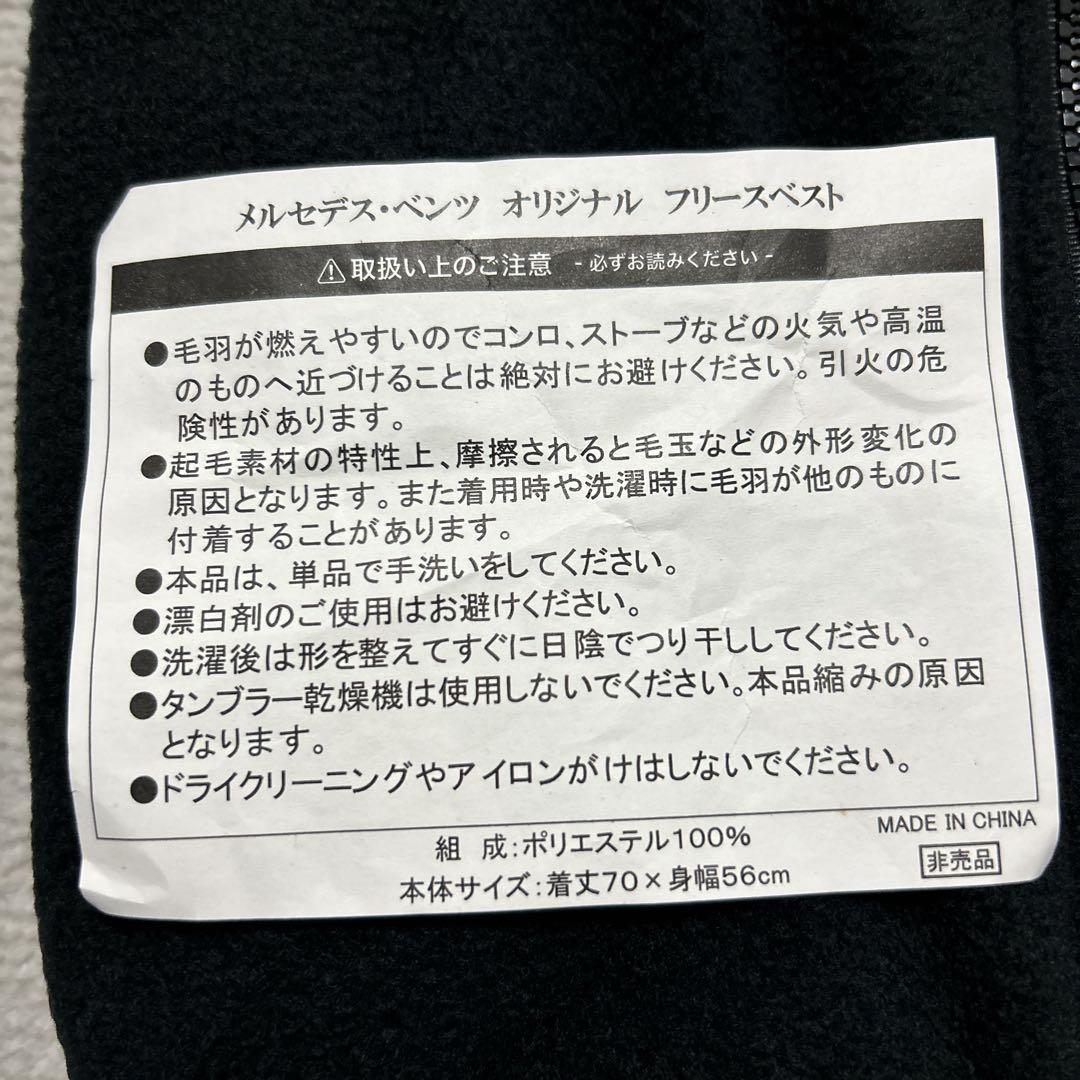 メルセデス・ベンツ オリジナル フリースベスト
⚠取扱い上のご注意 - 必ずお読みください -
●毛羽が燃えやすいのでコンロ、ストーブなどの火気や高温
のものへ近づけることは絶対にお避けください。引火の危
険性があります。
●起毛素材の特性上、摩擦されると毛玉などの外形変化の
原因となります。また着用時や洗濯時に毛羽が他のものに
付着することがあります。
●本品は、単品で手洗いをしてください。
●漂白剤のご使用はお避けください。
●洗濯後は形を整えてすぐに日陰でつり干ししてください。
●タンブラー乾燥機は使用しないでください。本品縮みの原因
となります。
●ドライクリーニングやアイロンがけはしないでください。
組 成:ポリエステル100%
MADE IN CHINA
本体サイズ:着丈70×身幅56cm
非売品